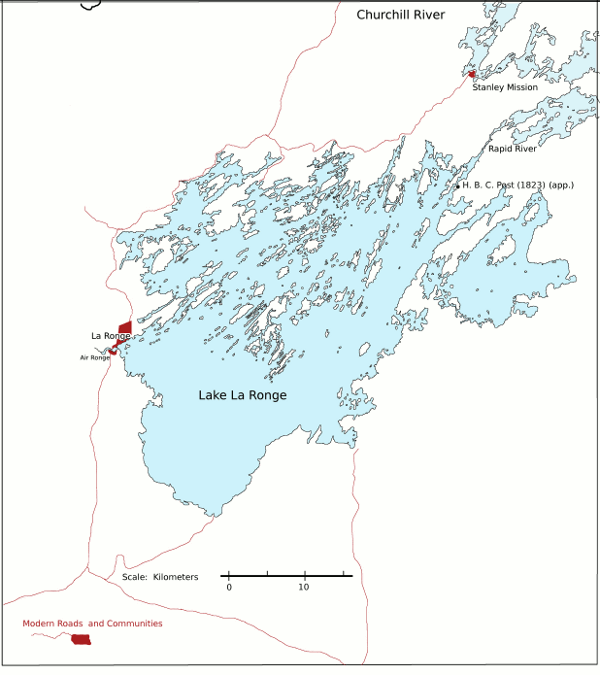 Churchill River
Stanley Mission
Rapid River
H. B. C. Post (1823) (app.)
La Ronge
Air Ronge
Lake La Ronge
Scale: Kilometers
0 10
Modern Roads and Communities